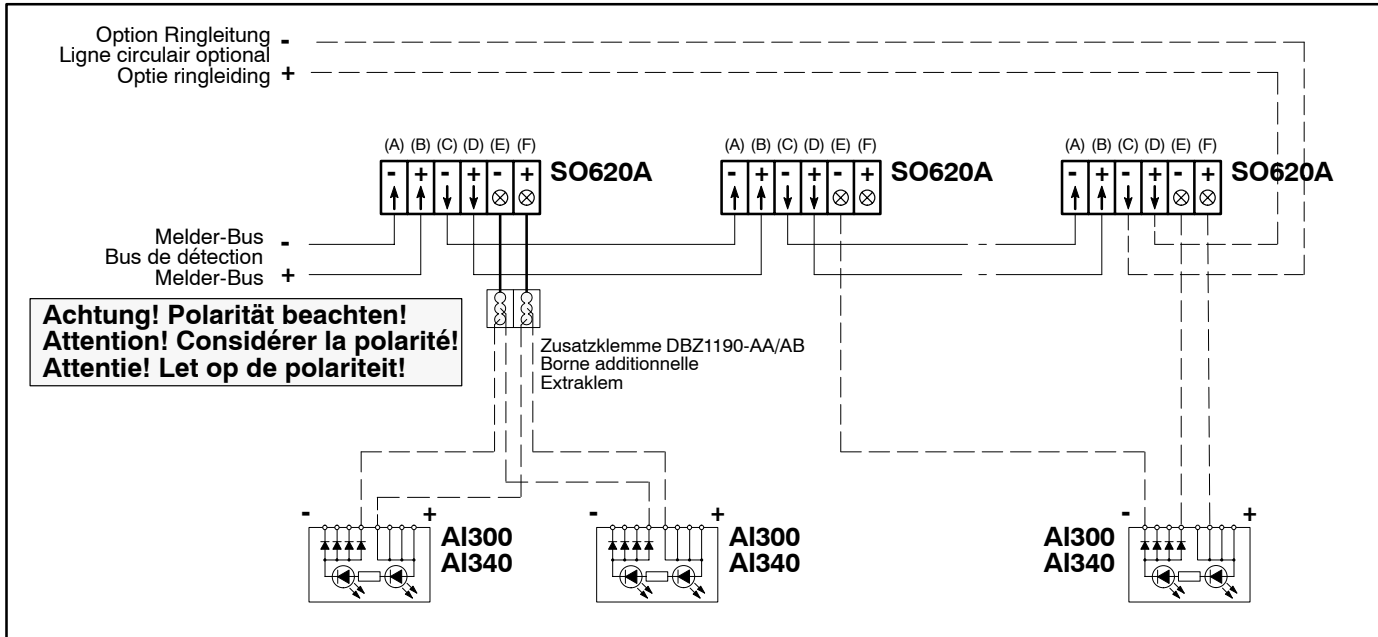 Option Ringleitung -
Ligne circulair optional
Optie ringleiding +
(A) (B) (C) (D) (E) (F)
- + - + - +
SO620A
(A) (B) (C) (D) (E) (F)
- + - + - +
SO620A
(A) (B) (C) (D) (E) (F)
- + - + - +
SO620A
Melder-Bus -
Bus de détection
Melder-Bus +
Achtung! Polarität beachten!
Attention! Considérer la polarité!
Attentie! Let op de polariteit!
Zusatzklemme DBZ1190-AA/AB
Borne additionnelle
Extraklem
- +
AI300
AI340
- +
AI300
AI340
- +
AI300
AI340